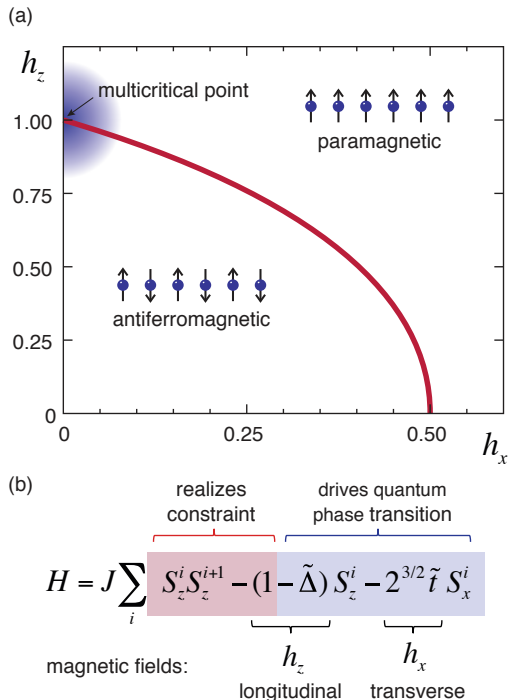 (a)
h_z
multicritical point
1.00
paramagnetic
0.75
0.50
antiferromagnetic
0.25
0
0 0.25 0.50
h_x
(b)
realizes constraint
drives quantum phase transition
H = J ∑_i S_z^i S_z^{i+1} − (1 − Δ̃) S_z^i − 2^{3/2} t̃ S_x^i
h_z h_x
magnetic fields:
longitudinal transverse